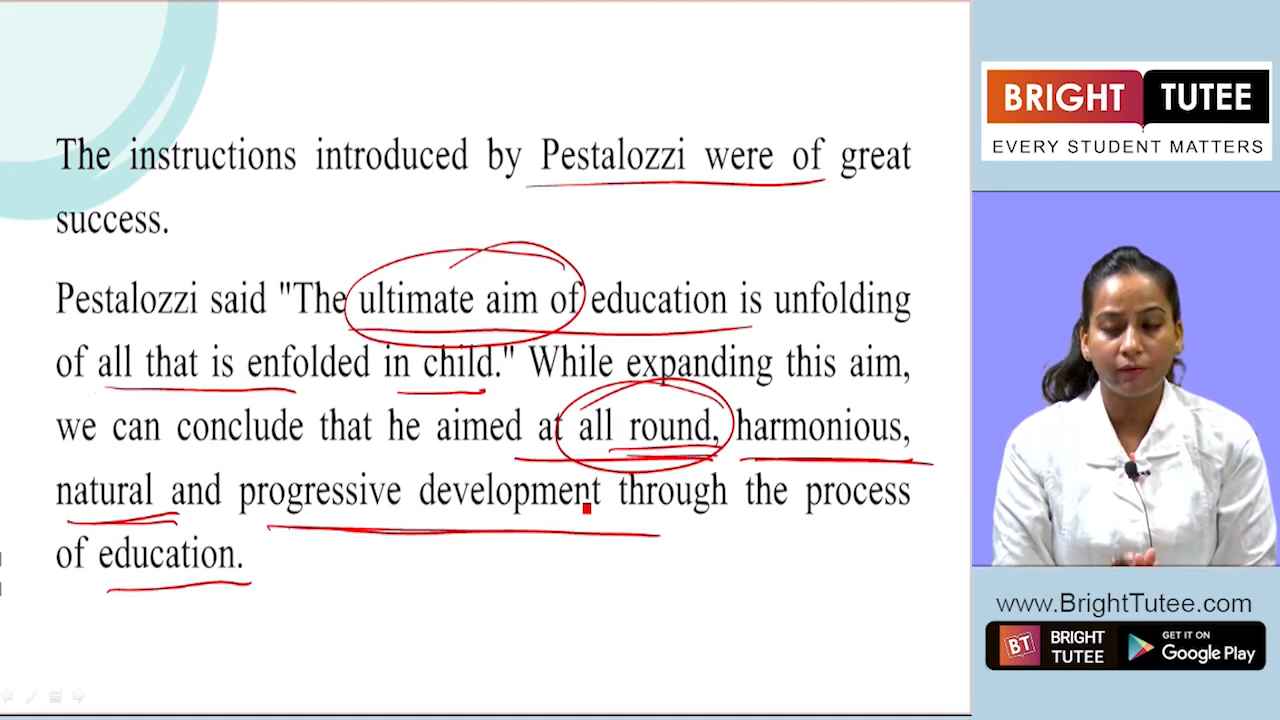 The instructions introduced by Pestalozzi were of great
success.
Pestalozzi said "The ultimate aim of education is unfolding
of all that is enfolded in child." While expanding this aim,
we can conclude that he aimed at all round, harmonious,
natural and progressive development through the process
of education.
BRIGHT TUTEE
EVERY STUDENT MATTERS
www.BrightTutee.com
BT
BRIGHT
TUTEE
GET IT ON
Google Play